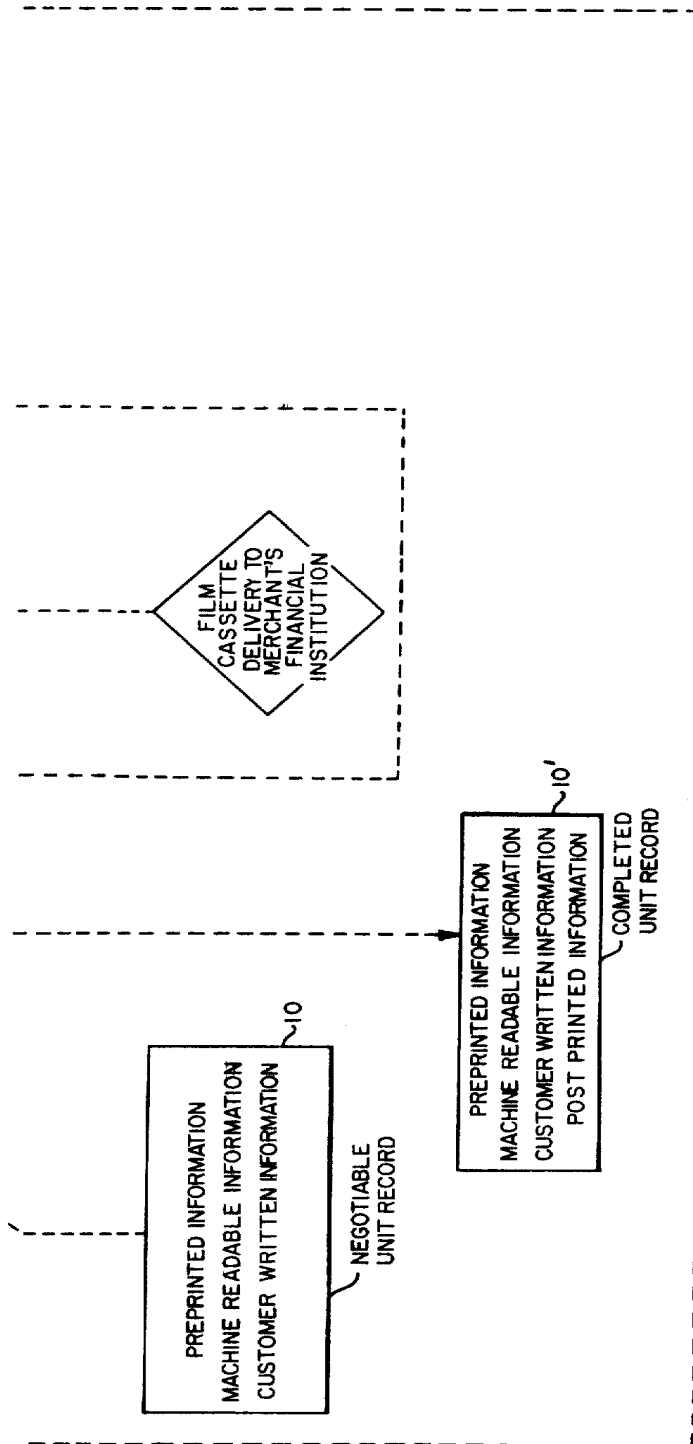 PREPRINTED INFORMATION
MACHINE READABLE INFORMATION
CUSTOMER WRITTEN INFORMATION
10
NEGOTIABLE
UNIT RECORD
PREPRINTED INFORMATION
MACHINE READABLE INFORMATION
CUSTOMER WRITTEN INFORMATION
POST PRINTED INFORMATION
10'
COMPLETED
UNIT RECORD
FILM
CASSETTE
DELIVERY TO
MERCHANT'S
FINANCIAL
INSTITUTION